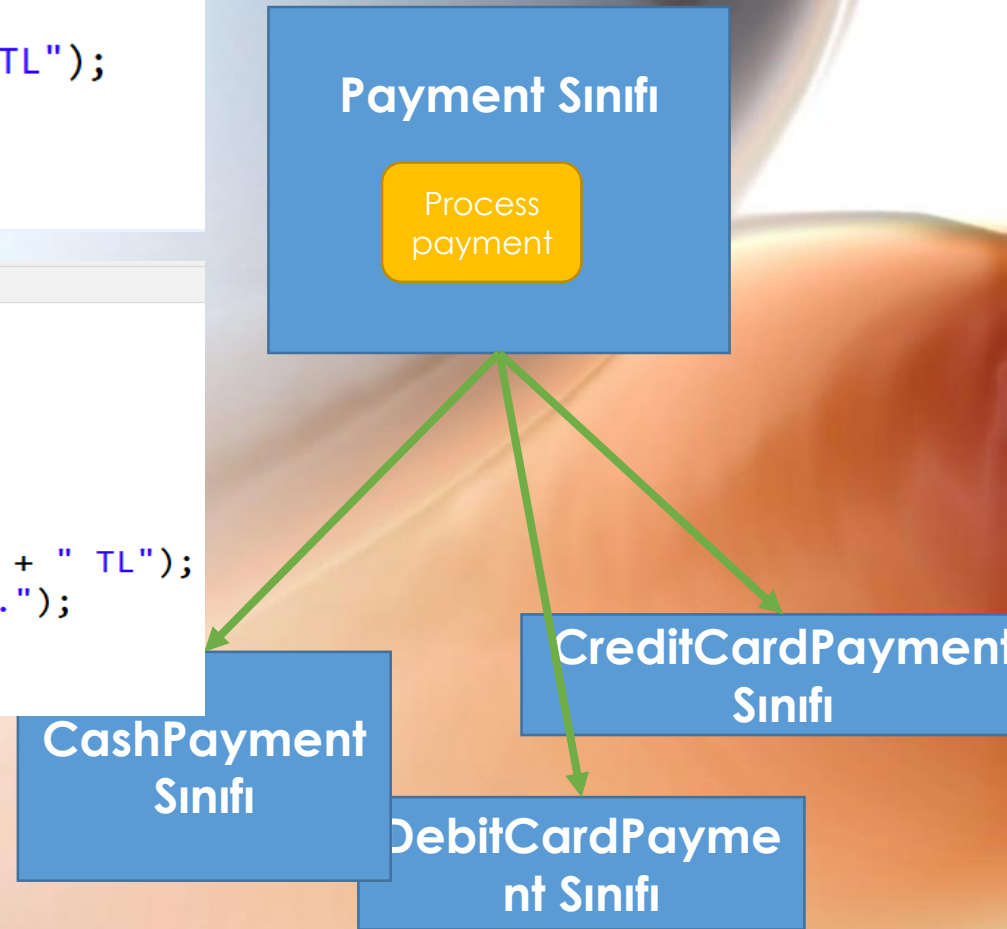 TL");
+ " TL");
.");
Payment Sınıfı
Process
payment
CreditCardPayment
Sınıfı
CashPayment
Sınıfı
DebitCardPayme
nt Sınıfı